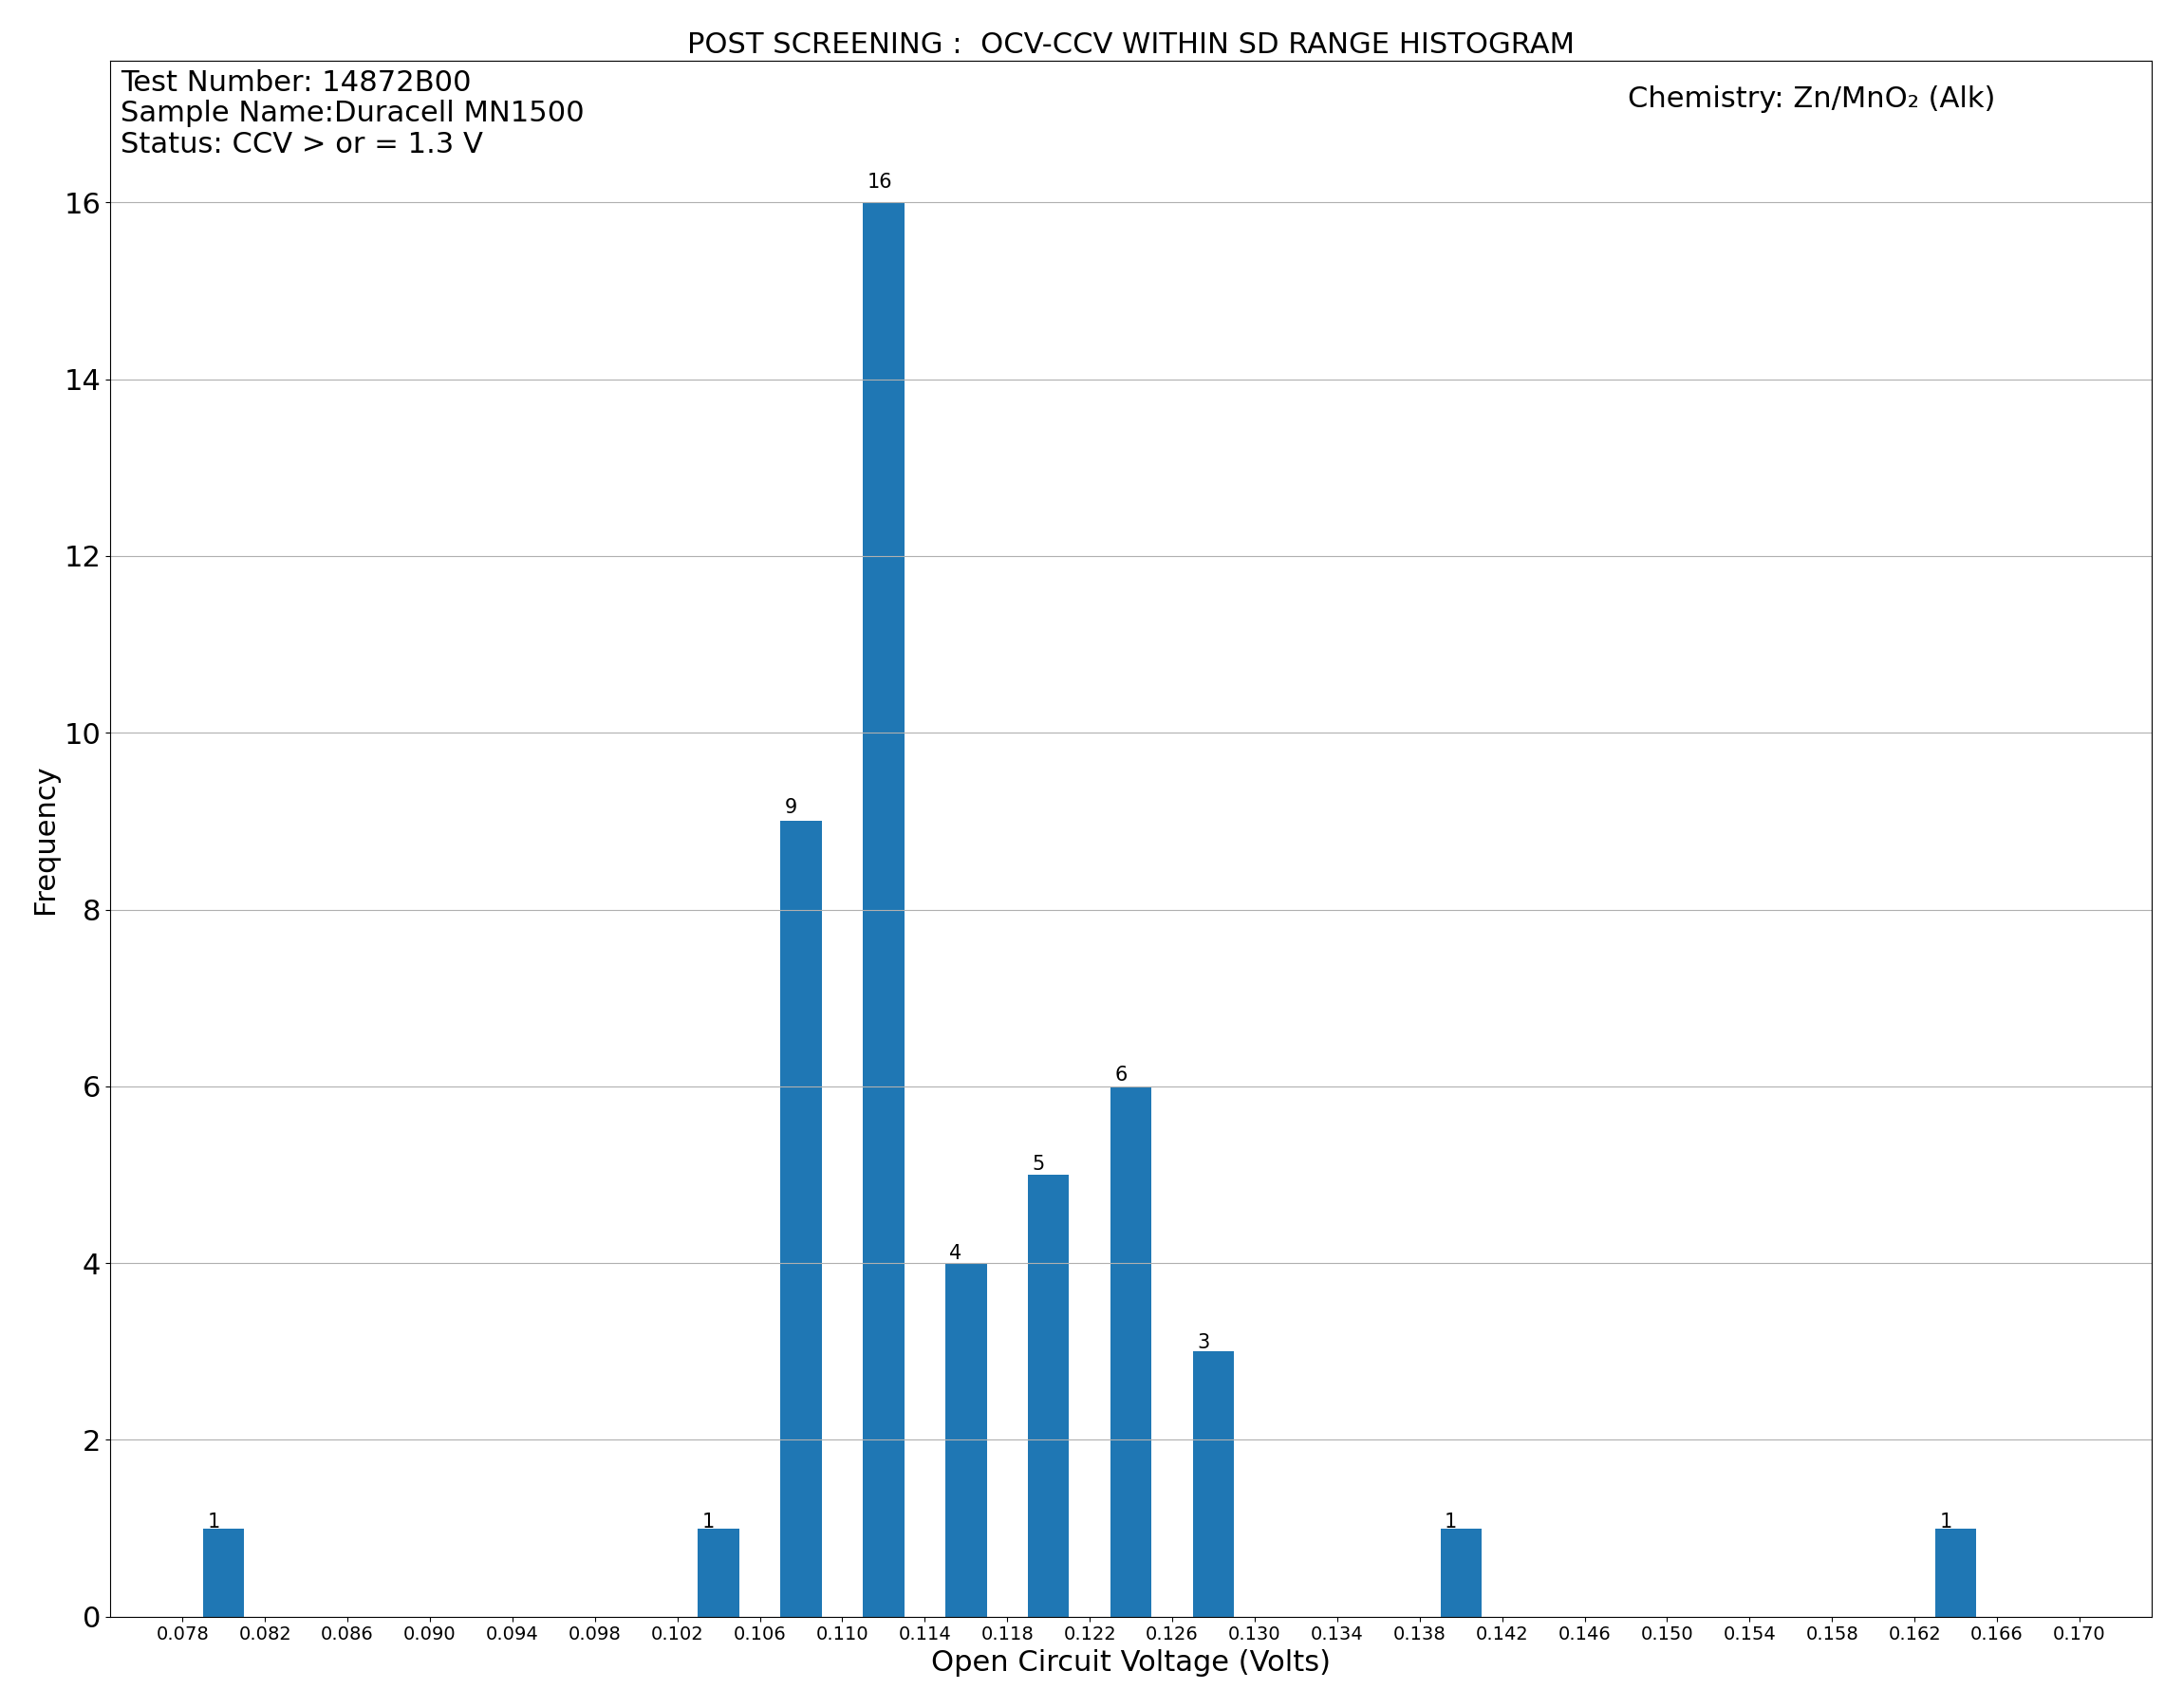 POST SCREENING :  OCV-CCV WITHIN SD RANGE HISTOGRAM
Test Number: 14872B00
Sample Name:Duracell MN1500
Status: CCV > or = 1.3 V
Chemistry: Zn/MnO₂ (Alk)
16
14
12
10
8
6
4
2
0
Frequency
1
1
9
16
4
5
6
3
1
1
0.078 0.082 0.086 0.090 0.094 0.098 0.102 0.106 0.110 0.114 0.118 0.122 0.126 0.130 0.134 0.138 0.142 0.146 0.150 0.154 0.158 0.162 0.166 0.170
Open Circuit Voltage (Volts)